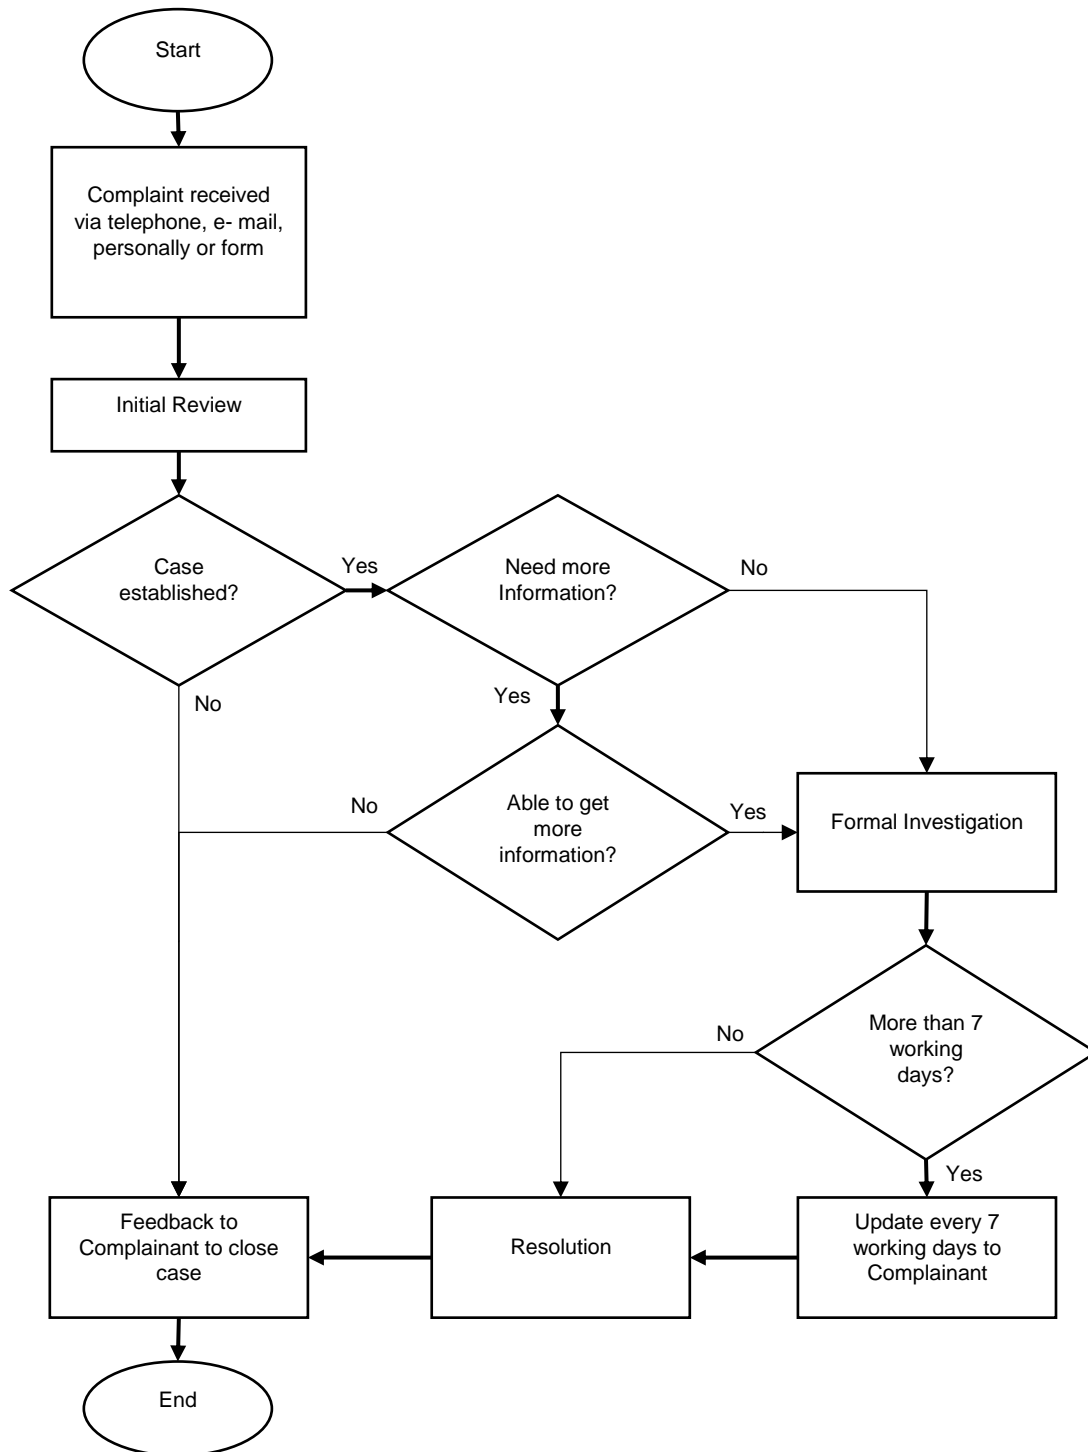 Start
Complaint received
via telephone, e- mail,
personally or form
Initial Review
Case
established?
Yes
Need more
Information?
No
No
Yes
No
Able to get
more
information?
Yes
Formal Investigation
No
More than 7
working
days?
Yes
Feedback to
Complainant to close
case
Resolution
Update every 7
working days to
Complainant
End